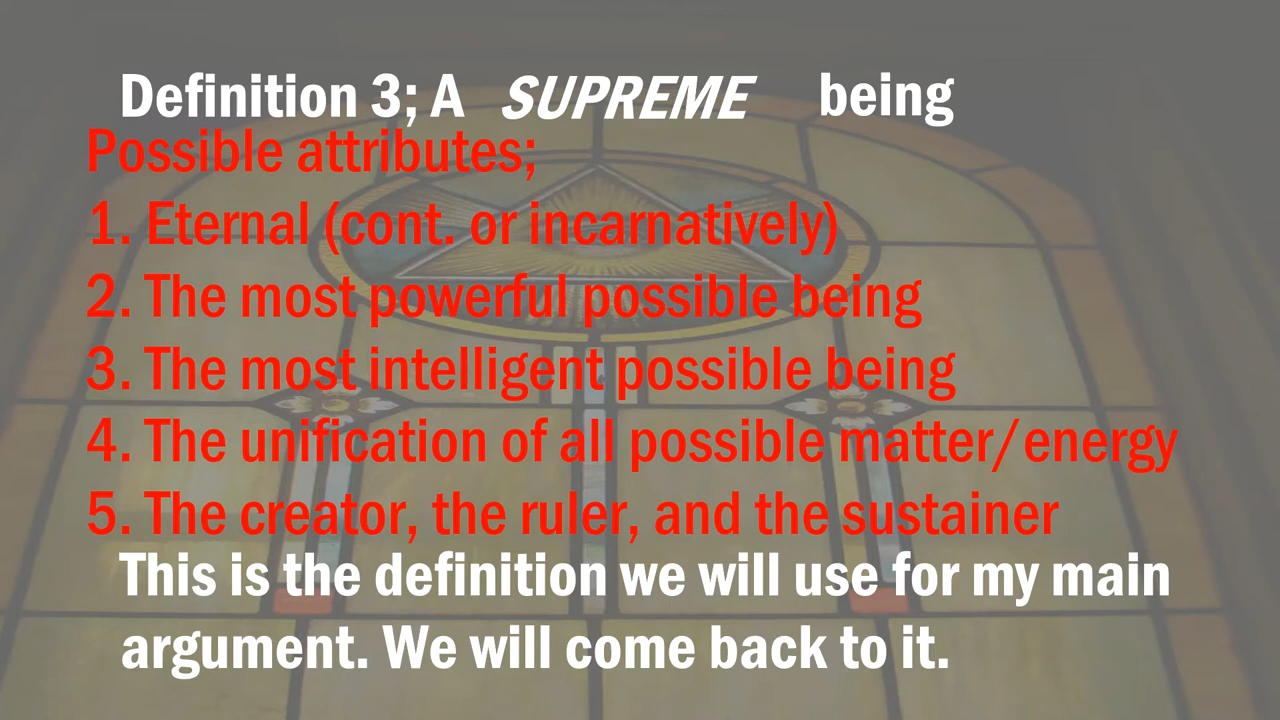 Definition 3; A SUPREME being
Possible attributes;
1. Eternal (cont. or incarnatively)
2. The most powerful possible being
3. The most intelligent possible being
4. The unification of all possible matter/energy
5. The creator, the ruler, and the sustainer
This is the definition we will use for my main
argument. We will come back to it.